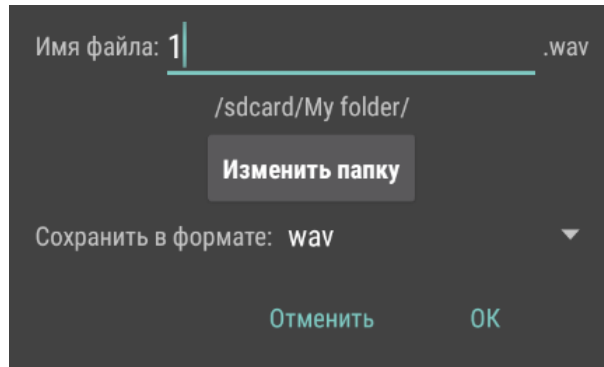 Имя файла: 1 .wav
/sdcard/My folder/
Изменить папку
Сохранить в формате: wav
Отменить OK